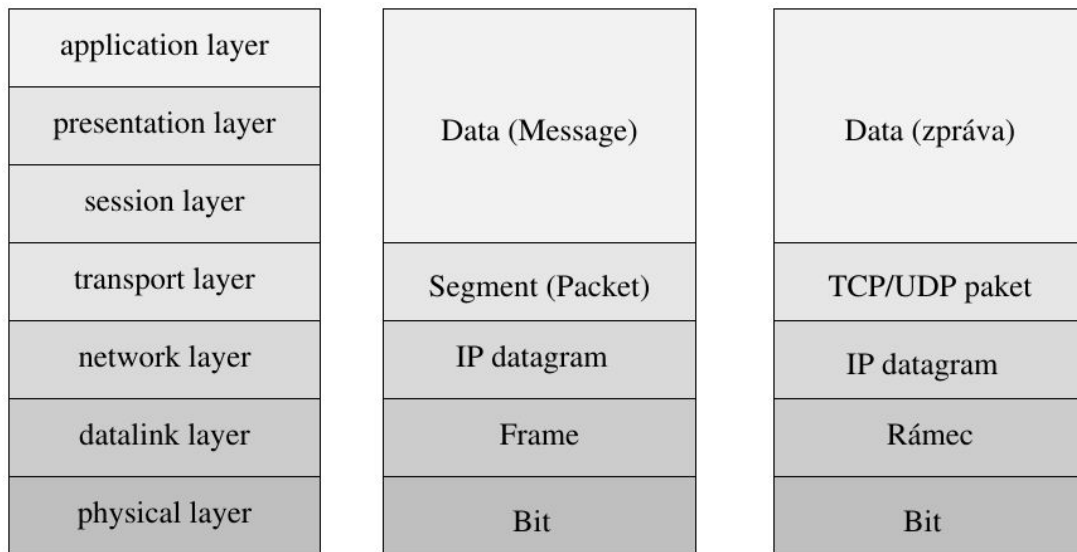 application layer
presentation layer
session layer
transport layer
network layer
datalink layer
physical layer
Data (Message)
Segment (Packet)
IP datagram
Frame
Bit
Data (zpráva)
TCP/UDP paket
IP datagram
Rámec
Bit